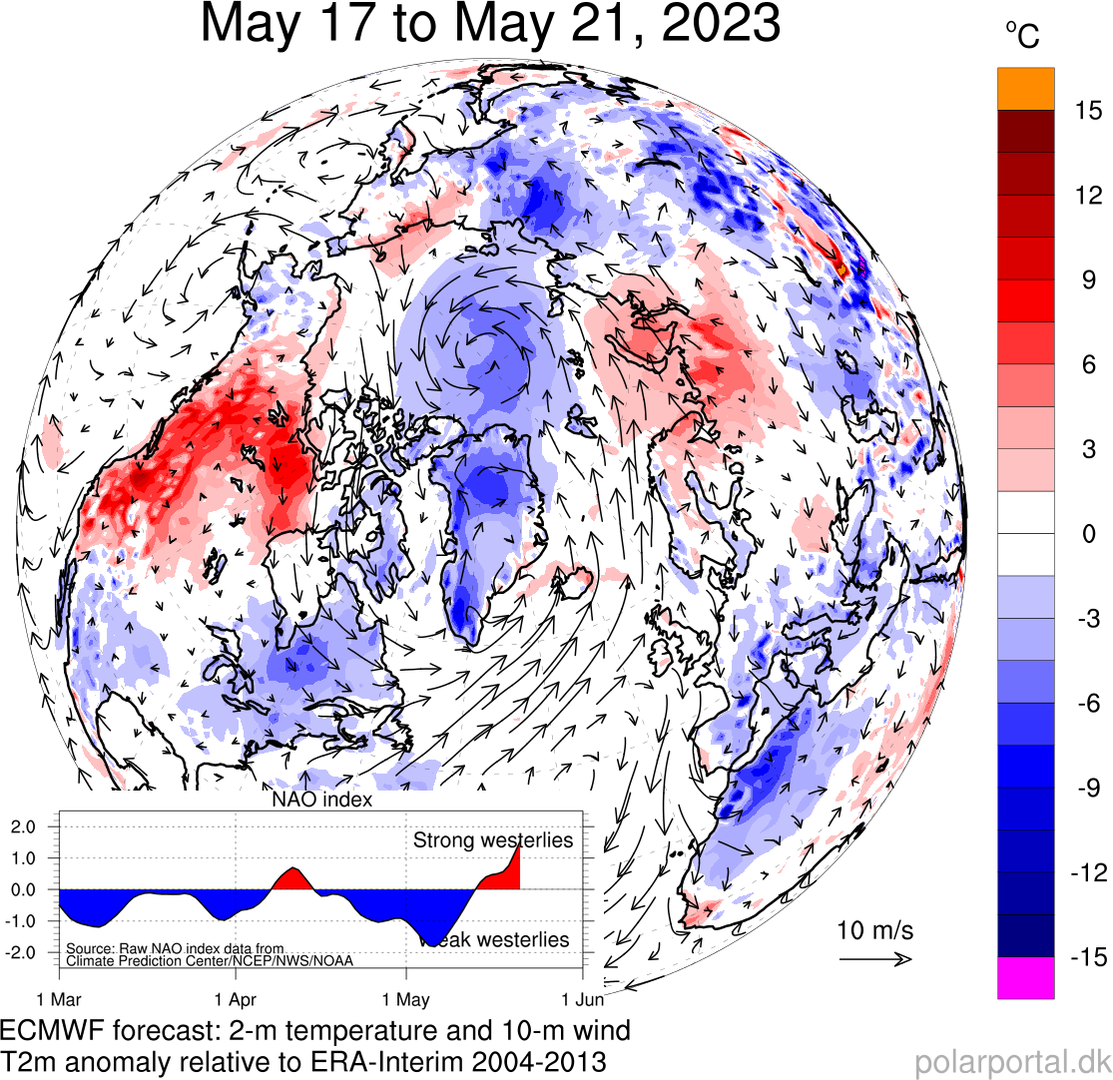 May 17 to May 21, 2023
°C
15
12
9
6
3
0
-3
-6
-9
-12
-15
10 m/s
NAO index
2.0
1.0
0.0
-1.0
-2.0
Strong westerlies
Weak westerlies
Source: Raw NAO index data from
Climate Prediction Center/NCEP/NWS/NOAA
1 Mar 1 Apr 1 May 1 Jun
ECMWF forecast: 2-m temperature and 10-m wind
T2m anomaly relative to ERA-Interim 2004-2013
polarportal.dk